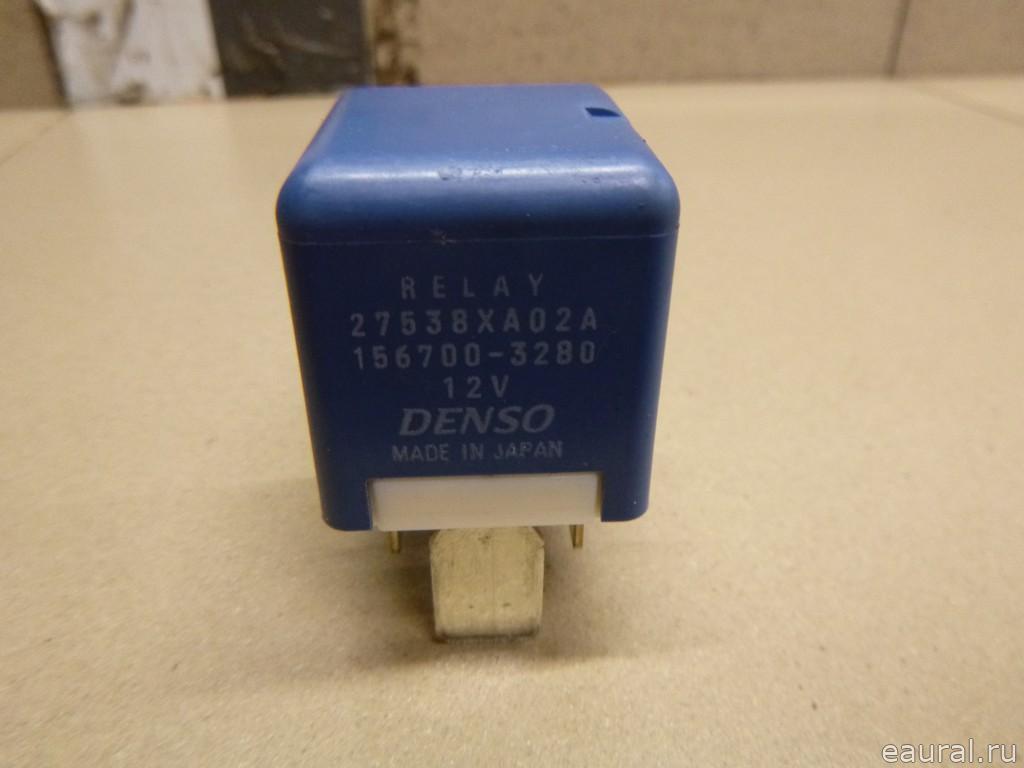 RELAY
27538XA02A
156700-3280
12V
DENSO
MADE IN JAPAN
eaural.ru